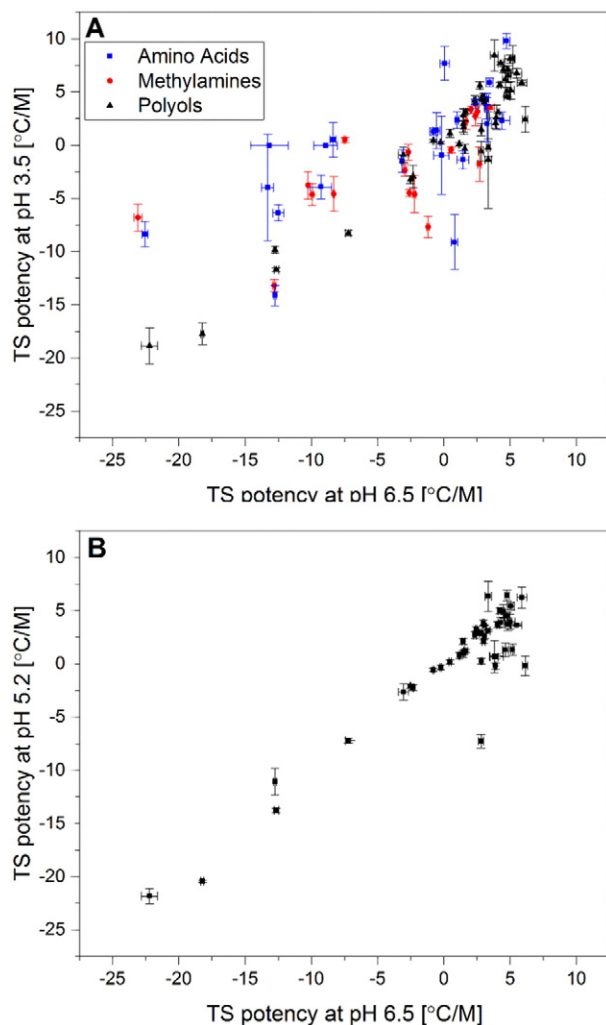 A
Amino Acids
Methylamines
Polyols
TS potency at pH 3.5 [°C/M]
10
5
0
-5
-10
-15
-20
-25
-25 -20 -15 -10 -5 0 5 10
TS potency at pH 6.5 [°C/M]
B
TS potency at pH 5.2 [°C/M]
10
5
0
-5
-10
-15
-20
-25
-25 -20 -15 -10 -5 0 5 10
TS potency at pH 6.5 [°C/M]